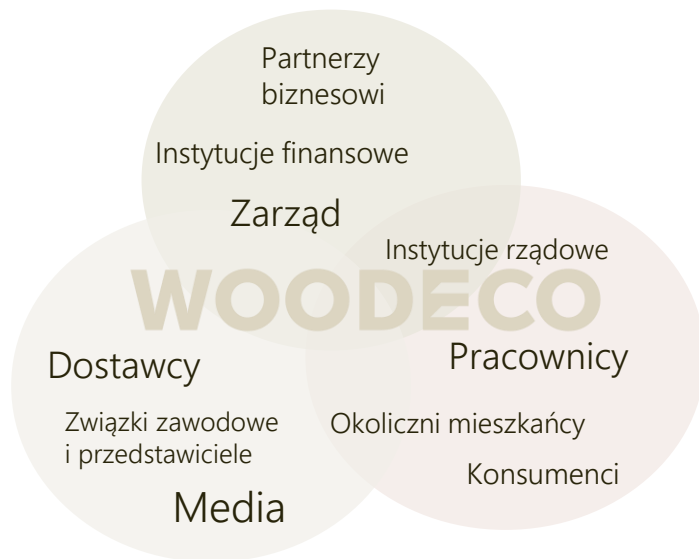 Partnerzy
biznesowi
Instytucje finansowe
Zarząd
Instytucje rządowe
WOODECO
Dostawcy
Pracownicy
Związki zawodowe
i przedstawiciele
Okoliczni mieszkańcy
Konsumenci
Media